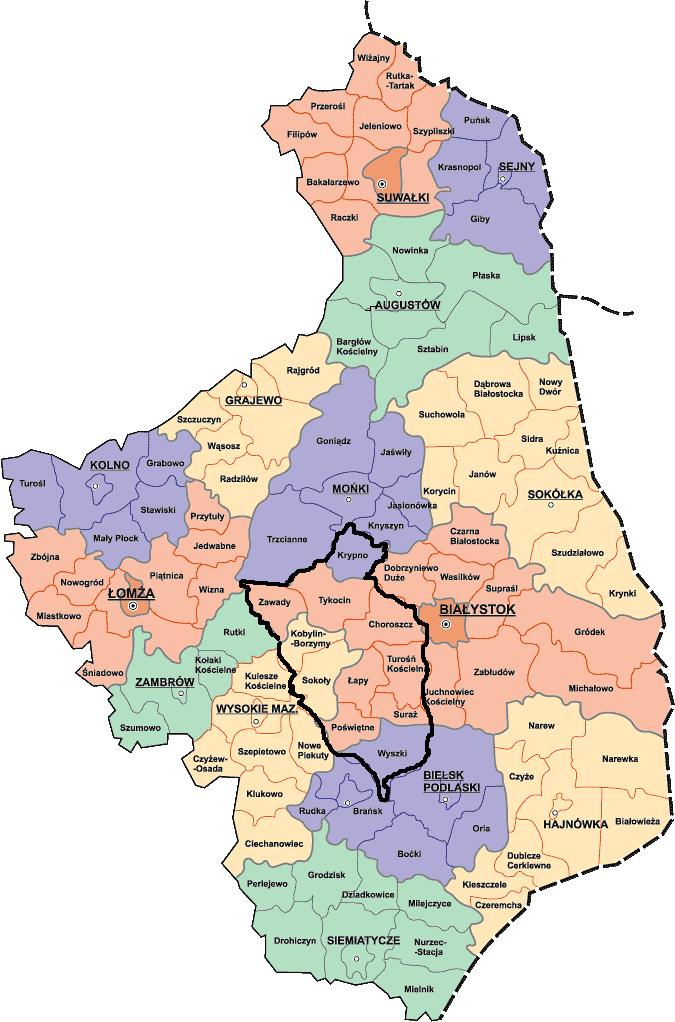 Wiżajny
Rutka-
-Tartak
Przerośl
Filipów
Jeleniowo
Szypliszki
Puńsk
Krasnopol
SEJNY
Bakałarzewo
SUWAŁKI
Raczki
Giby
Nowinka
Płaska
AUGUSTÓW
Bargłów
Kościelny
Sztabin
Lipsk
Rajgród
GRAJEWO
Dąbrowa
Białostocka
Nowy
Dwór
Suchowola
Szczuczyn
Wąsosz
Goniądz
Jaświły
Sidra
Kuźnica
KOLNO
Grabowo
Turośl
Radziłów
Janów
MOŃKI
Korycin
SOKÓŁKA
Stawiski
Przytuły
Jasionówka
Mały Płock
Trzcianne
Knyszyn
Czarna
Białostocka
Jedwabne
Zbójna
Krypno
Szudziałowo
Nowogród
Piątnica
Dobrzyniewo
Duże
Wasilków
Wizna
Supraśl
Krynki
ŁOMŻA
Zawady
Tykocin
BIAŁYSTOK
Miastkowo
Choroszcz
Rutki
Kobylin-
-Borzymy
Gródek
Kołaki
Kościelne
Turośń
Kościelna
Śniadowo
Zabłudów
ZAMBRÓW
Kulesze
Kościelne
Sokoły
Łapy
Michałowo
Juchnowiec
Kościelny
WYSOKIE MAZ.
Suraż
Szumowo
Poświętne
Narew
Szepietowo
Nowe
Piekuty
Wyszki
Narewka
Czyżew-
-Osada
BIELSK
PODLASKI
Czyże
Klukowo
Rudka
Brańsk
HAJNÓWKA
Białowieża
Orla
Ciechanowiec
Boćki
Dubicze
Cerkiewne
Perlejewo
Grodzisk
Kleszczele
Dziadkowice
Milejczyce
Czeremcha
Drohiczyn
SIEMIATYCZE
Nurzec-
-Stacja
Mielnik